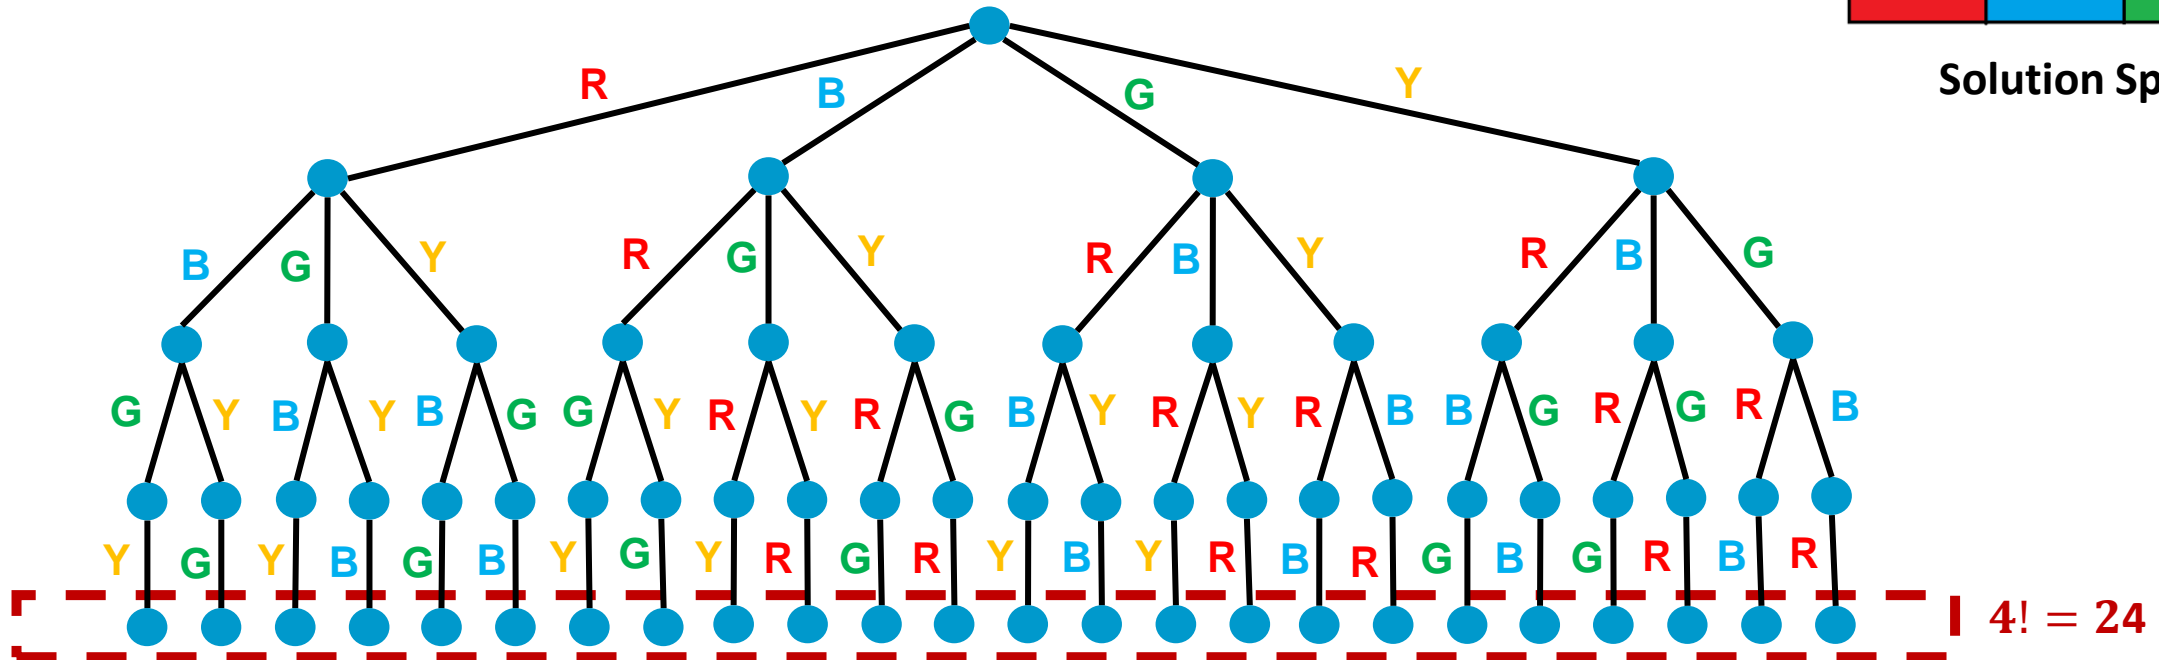 R B G Y
Solution Sp
B G Y R G Y R B Y R B G
G Y B Y B G G Y R Y R G B Y R Y R B B G R G R B
Y G Y B G B Y G Y R G R Y B Y R B R G B G R B R
4! = 24